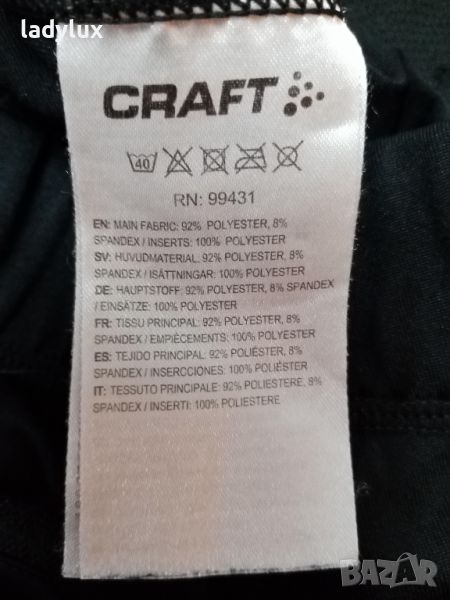 ladylux
CRAFT
40
RN: 99431
EN: MAIN FABRIC: 92% POLYESTER, 8%
SPANDEX / INSERTS: 100% POLYESTER
SV: HUVUDMATERIAL: 92% POLYESTER, 8%
SPANDEX / ISÄTTNINGAR: 100% POLYESTER
DE: HAUPTSTOFF: 92% POLYESTER, 8% SPANDEX
/ EINSÄTZE: 100% POLYESTER
FR: TISSU PRINCIPAL: 92% POLYESTER, 8%
SPANDEX / EMPIÈCEMENTS: 100% POLYESTER
ES: TEJIDO PRINCIPAL: 92% POLIÉSTER, 8%
SPANDEX / INSERCCIONES: 100% POLIÉSTER
IT: TESSUTO PRINCIPALE: 92% POLIESTERE, 8%
SPANDEX / INSERTI: 100% POLIESTERE
BAZAR